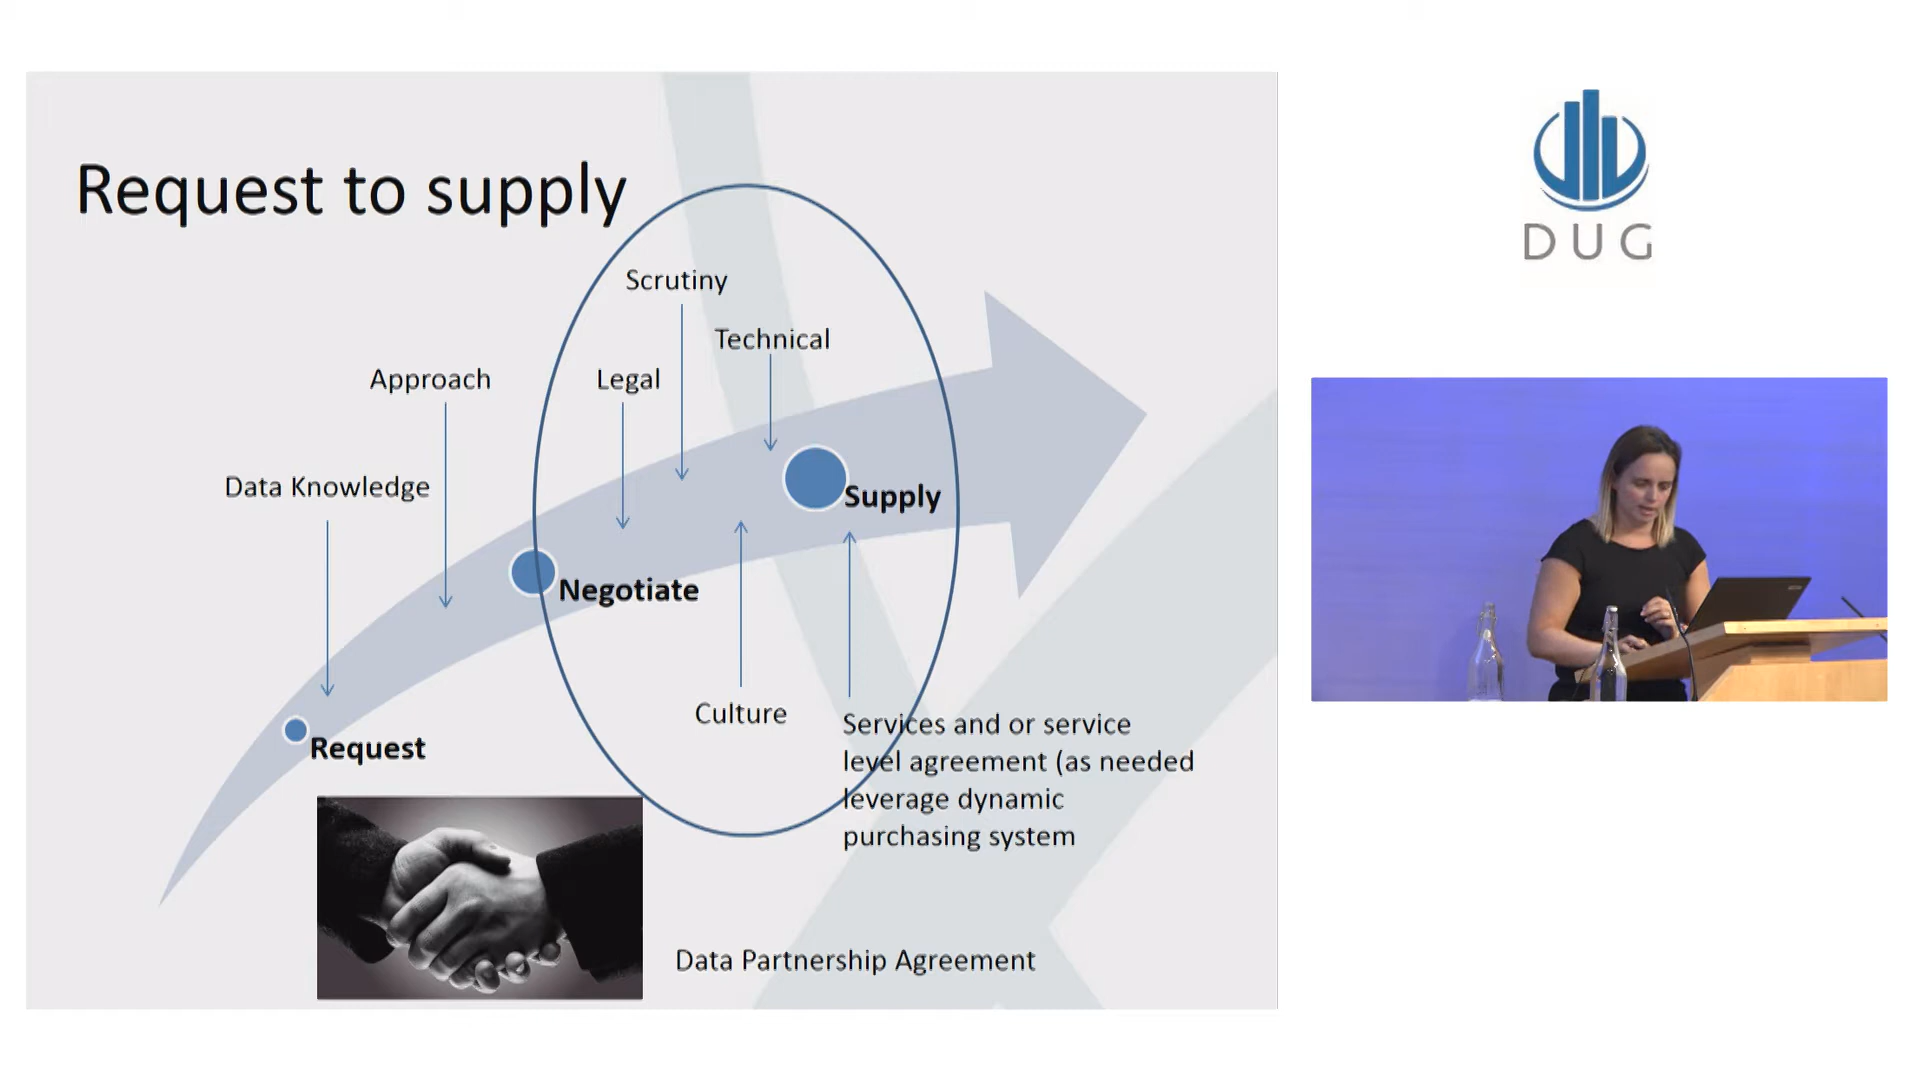 Request to supply
Scrutiny
Technical
Approach
Legal
Data Knowledge
Supply
Negotiate
Culture
Services and or service
level agreement (as needed
leverage dynamic
purchasing system
Request
Data Partnership Agreement
DUG